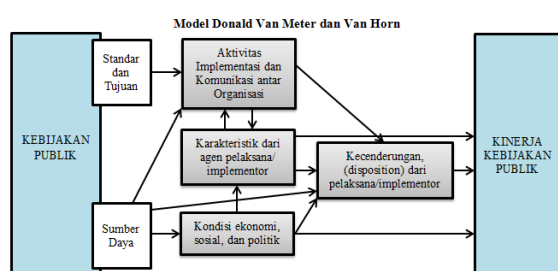 Model Donald Van Meter dan Van Horn
KEBIJAKAN
PUBLIK
Standar
dan
Tujuan
Aktivitas
Implementasi dan
Komunikasi antar
Organisasi
Karakteristik dari
agen pelaksana/
implementor
Kecenderungan,
(disposition) dari
pelaksana/implementor
KINERJA
KEBIJAKAN
PUBLIK
Sumber
Daya
Kondisi ekonomi,
sosial, dan politik